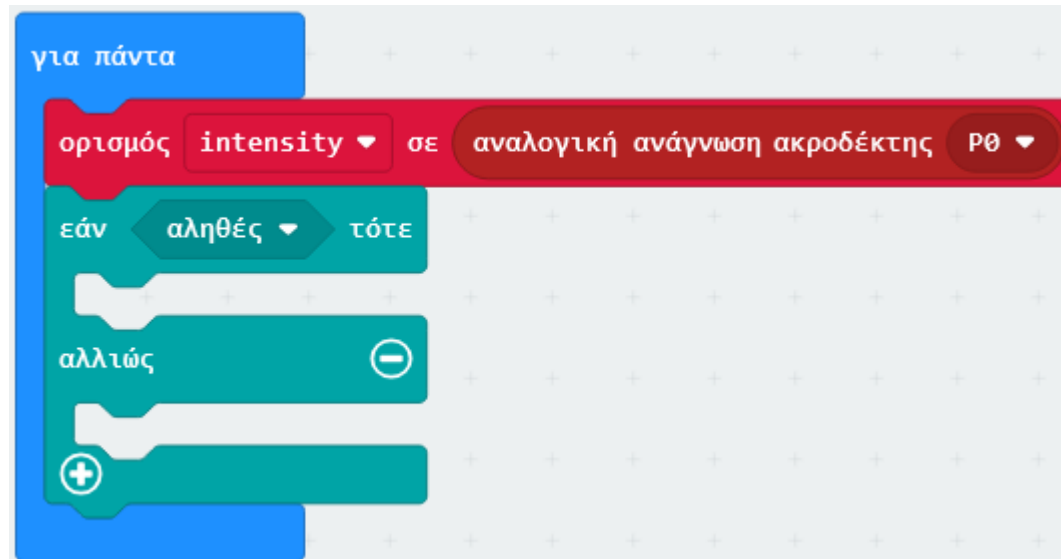 για πάντα
ορισμός intensity σε αναλογική ανάγνωση ακροδέκτης P0
εάν αληθές τότε
αλλιώς